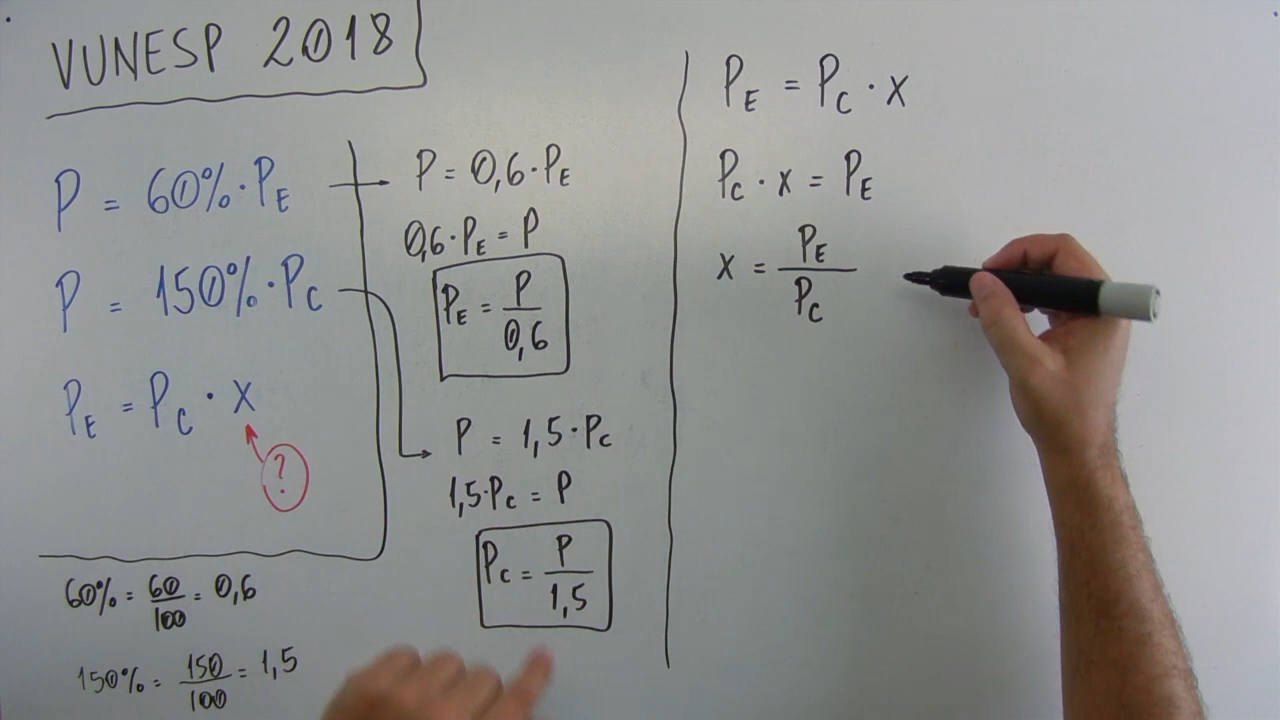 VUNESP 2018
P = 60% · P_E
P = 150% · P_C
P_E = P_C · x
?
60% = 60/100 = 0,6
150% = 150/100 = 1,5
P = 0,6 · P_E
0,6 · P_E = P
P_E = P/0,6
P = 1,5 · P_C
1,5 · P_C = P
P_C = P/1,5
P_E = P_C · x
P_C · x = P_E
x = P_E/P_C